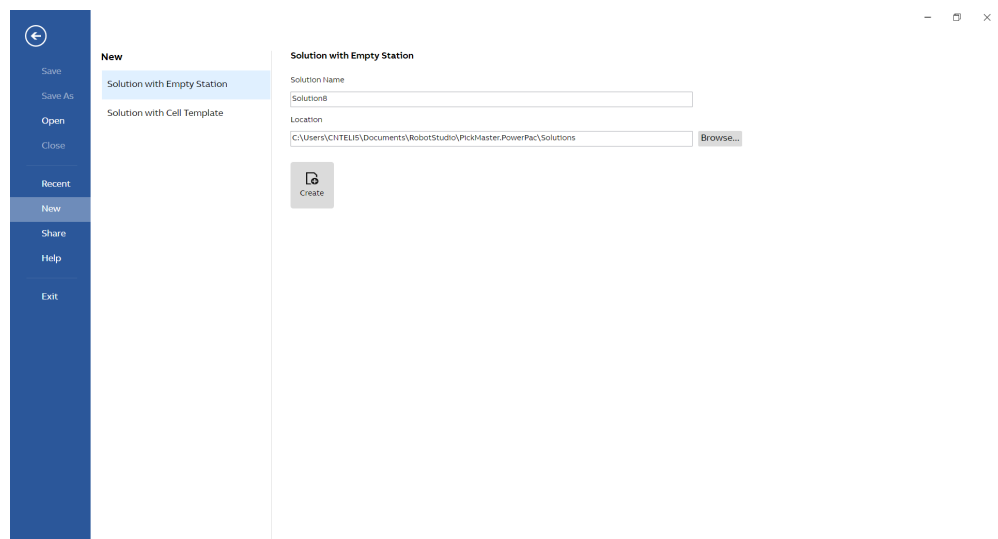 Save
Save As
Open
Close
Recent
New
Share
Help
Exit
New
Solution with Empty Station
Solution with Cell Template
Solution with Empty Station
Solution Name
Solution8
Location
C:\Users\CNTELI5\Documents\RobotStudio\PickMaster.PowerPac\Solutions
Browse...
Create